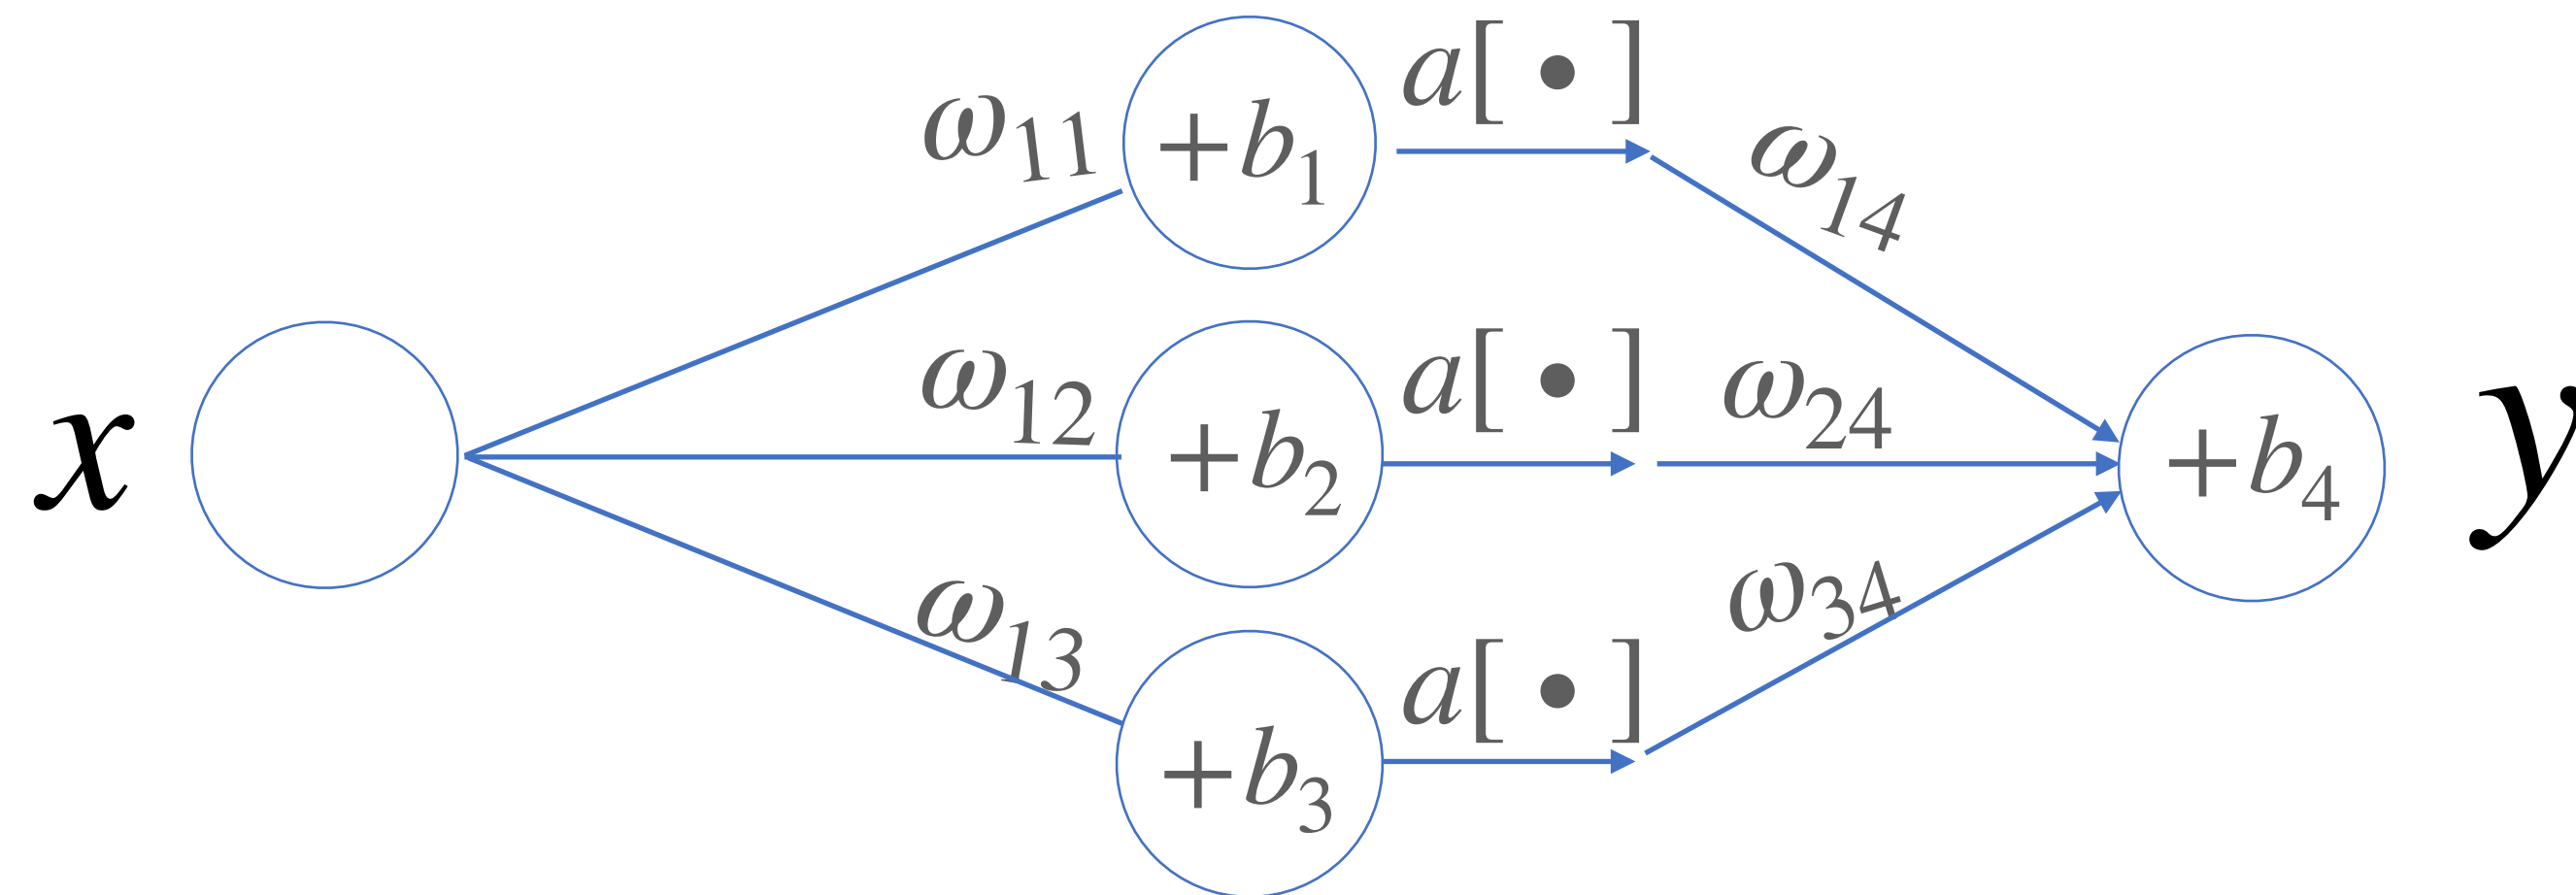 ω11 +b1 a[ • ] ω14
x ω12 +b2 a[ • ] ω24 +b4 y
ω13 +b3 a[ • ] ω34